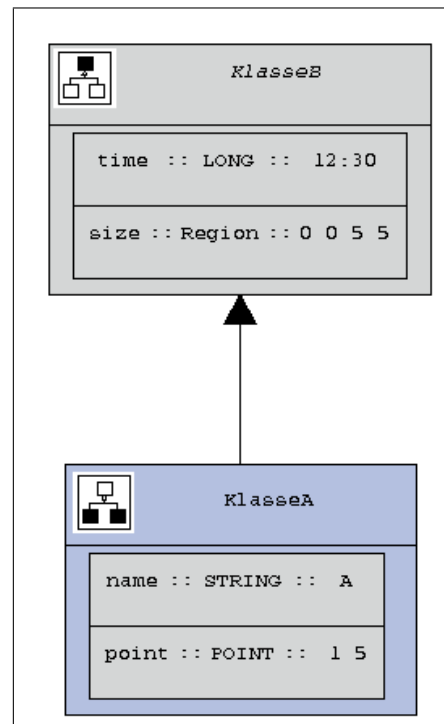 KlasseB
time :: LONG :: 12:30
size :: Region :: 0 0 5 5
KlasseA
name :: STRING :: A
point :: POINT :: 1 5